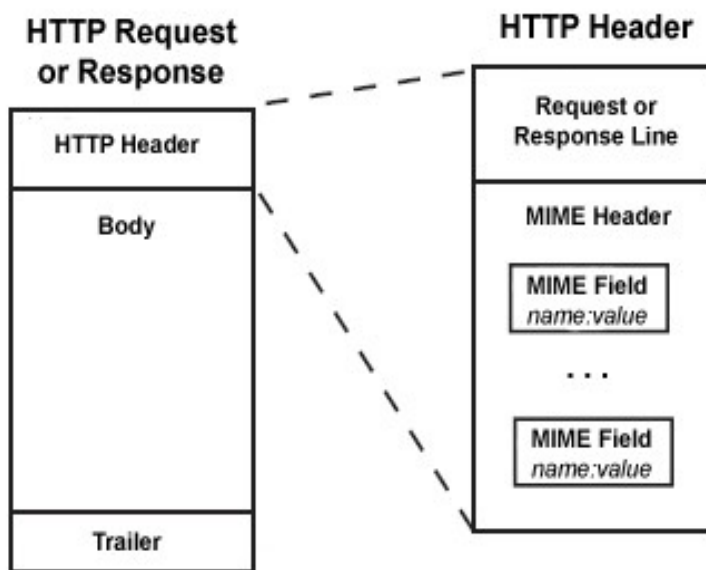 HTTP Request
or Response
HTTP Header
Body
Trailer
HTTP Header
Request or
Response Line
MIME Header
MIME Field
name:value
. . .
MIME Field
name:value